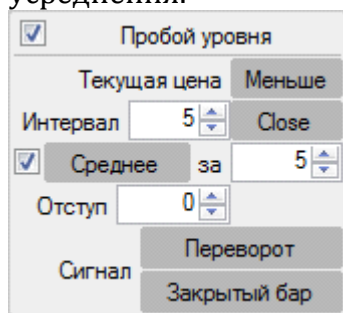 усреднения.
Пробой уровня
Текущая цена Меньше
Интервал 5 Close
Среднее за 5
Отступ 0
Сигнал Переворот
Закрытый бар